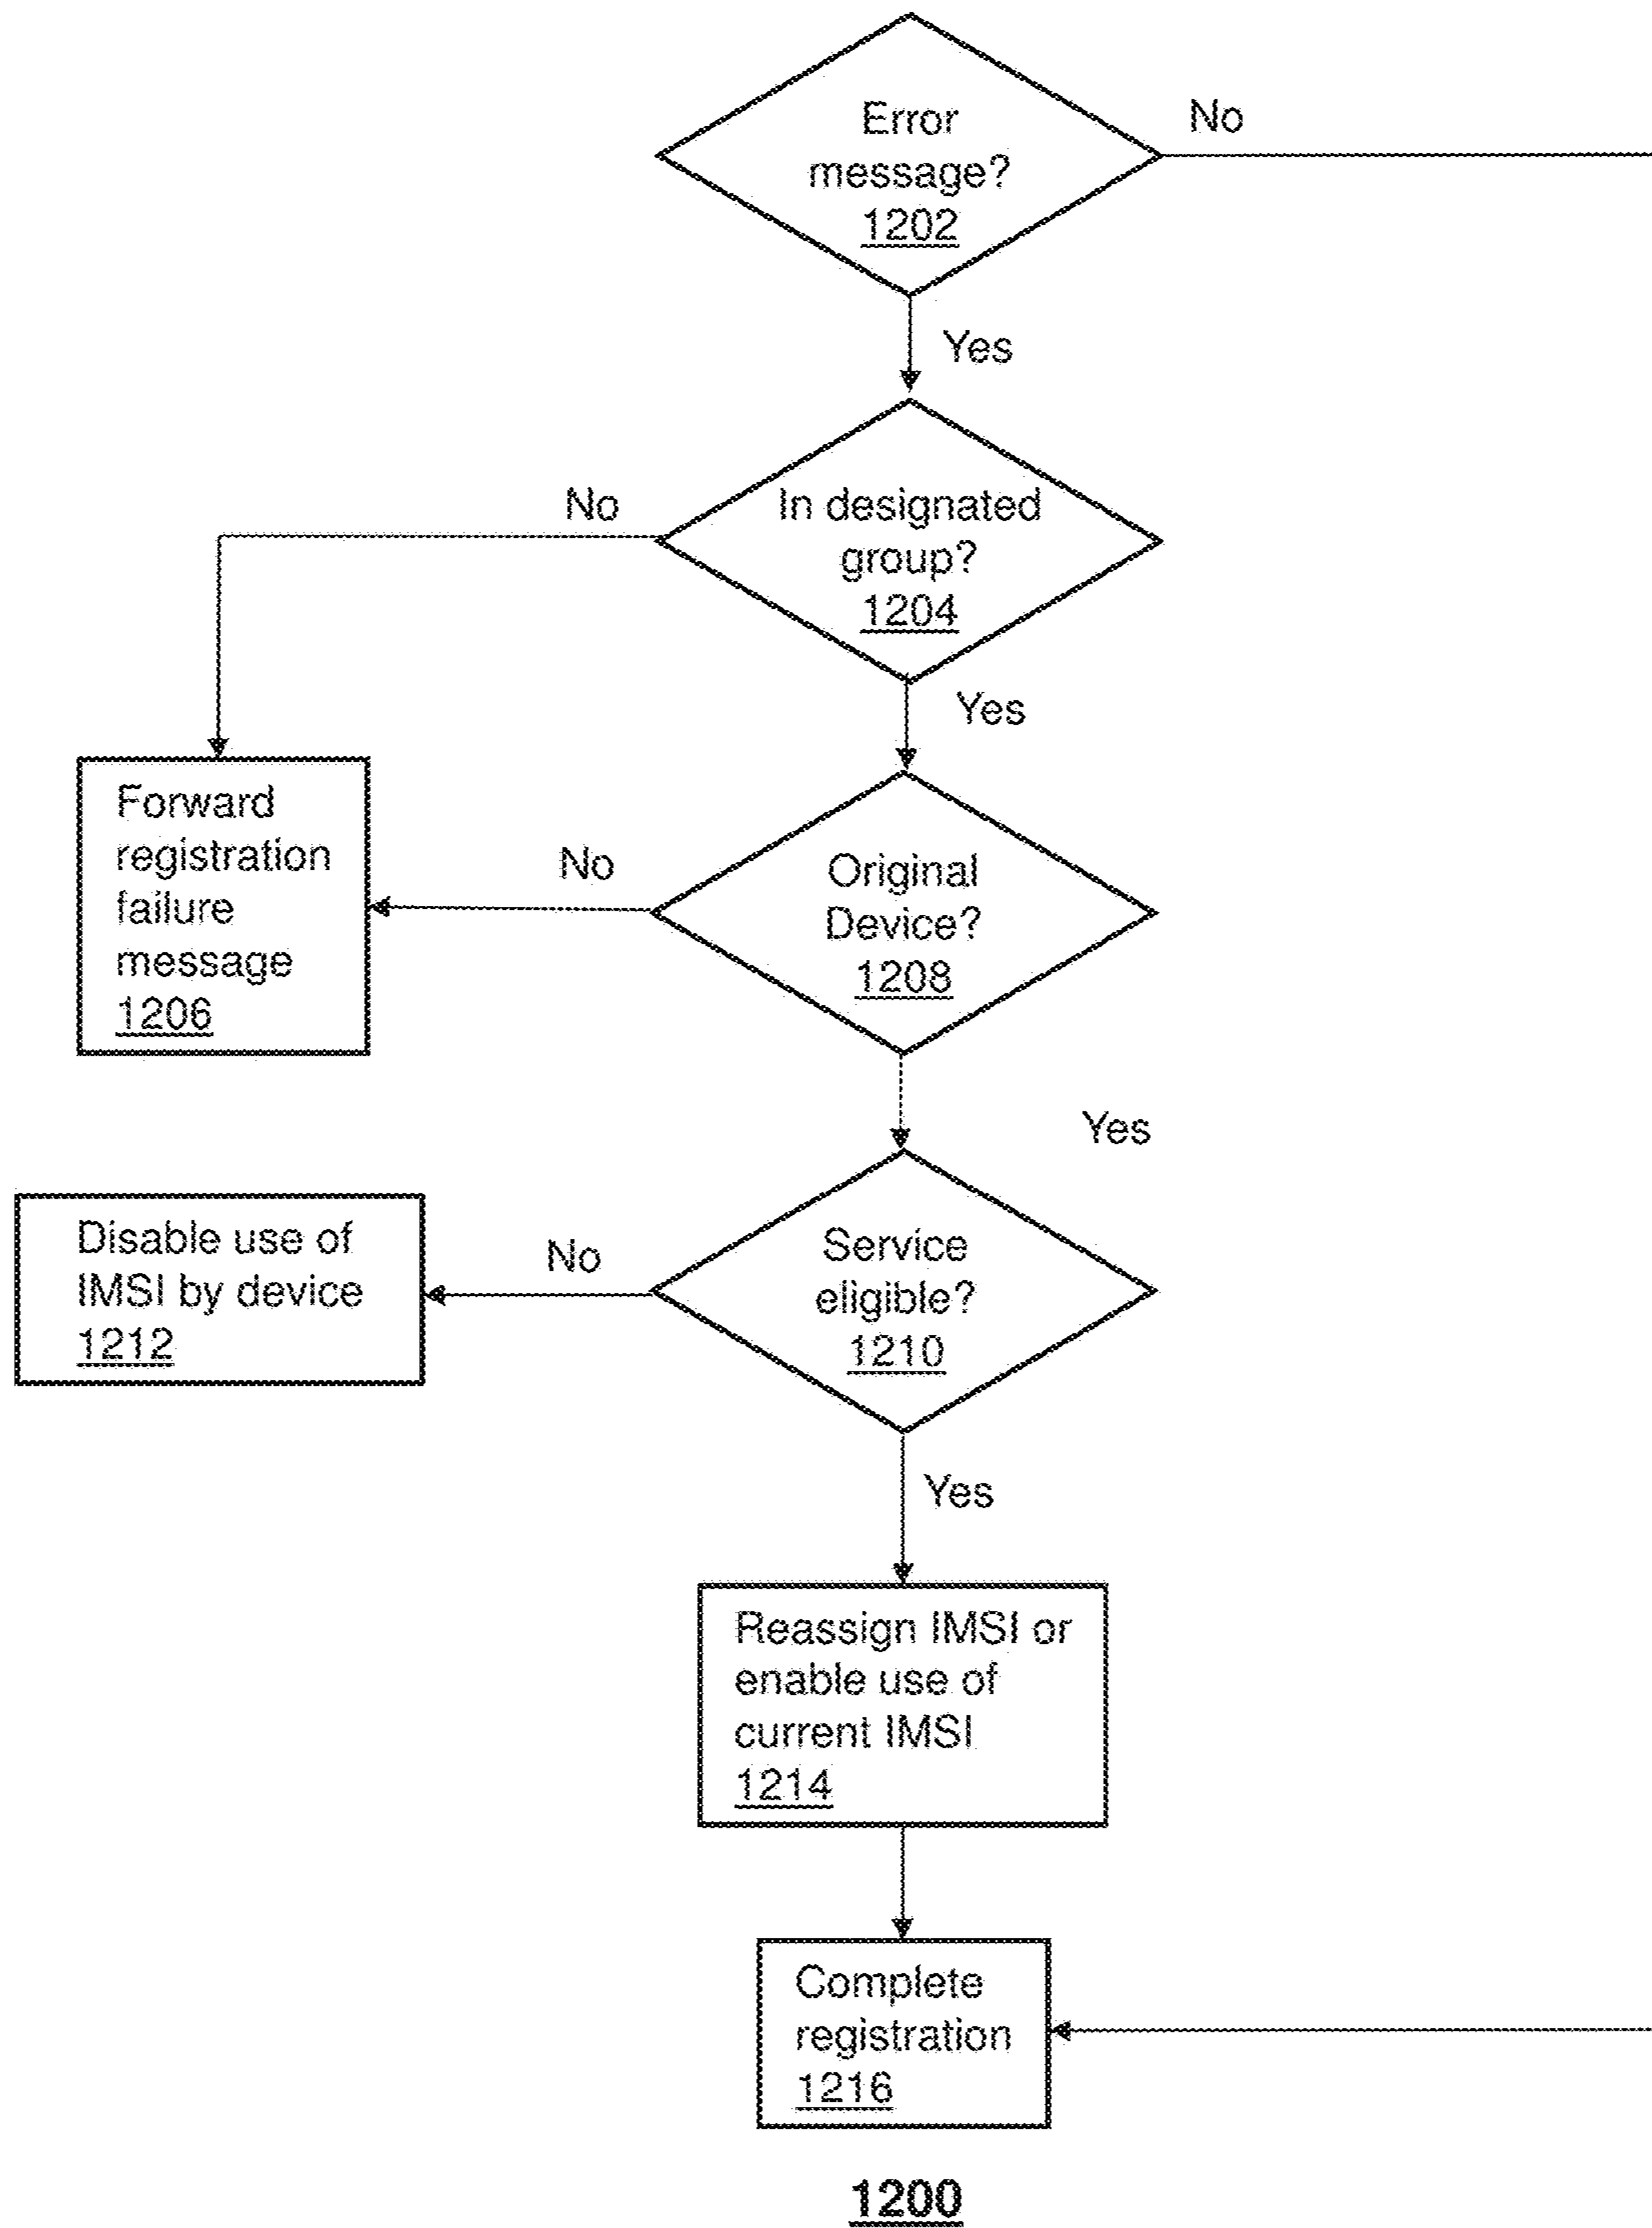 Error
message?
1202
No
Yes
In designated
group?
1204
No
Yes
Forward
registration
failure
message
1206
No
Original
Device?
1208
Yes
Disable use of
IMSI by device
1212
No
Service
eligible?
1210
Yes
Reassign IMSI or
enable use of
current IMSI
1214
Complete
registration
1216
1200